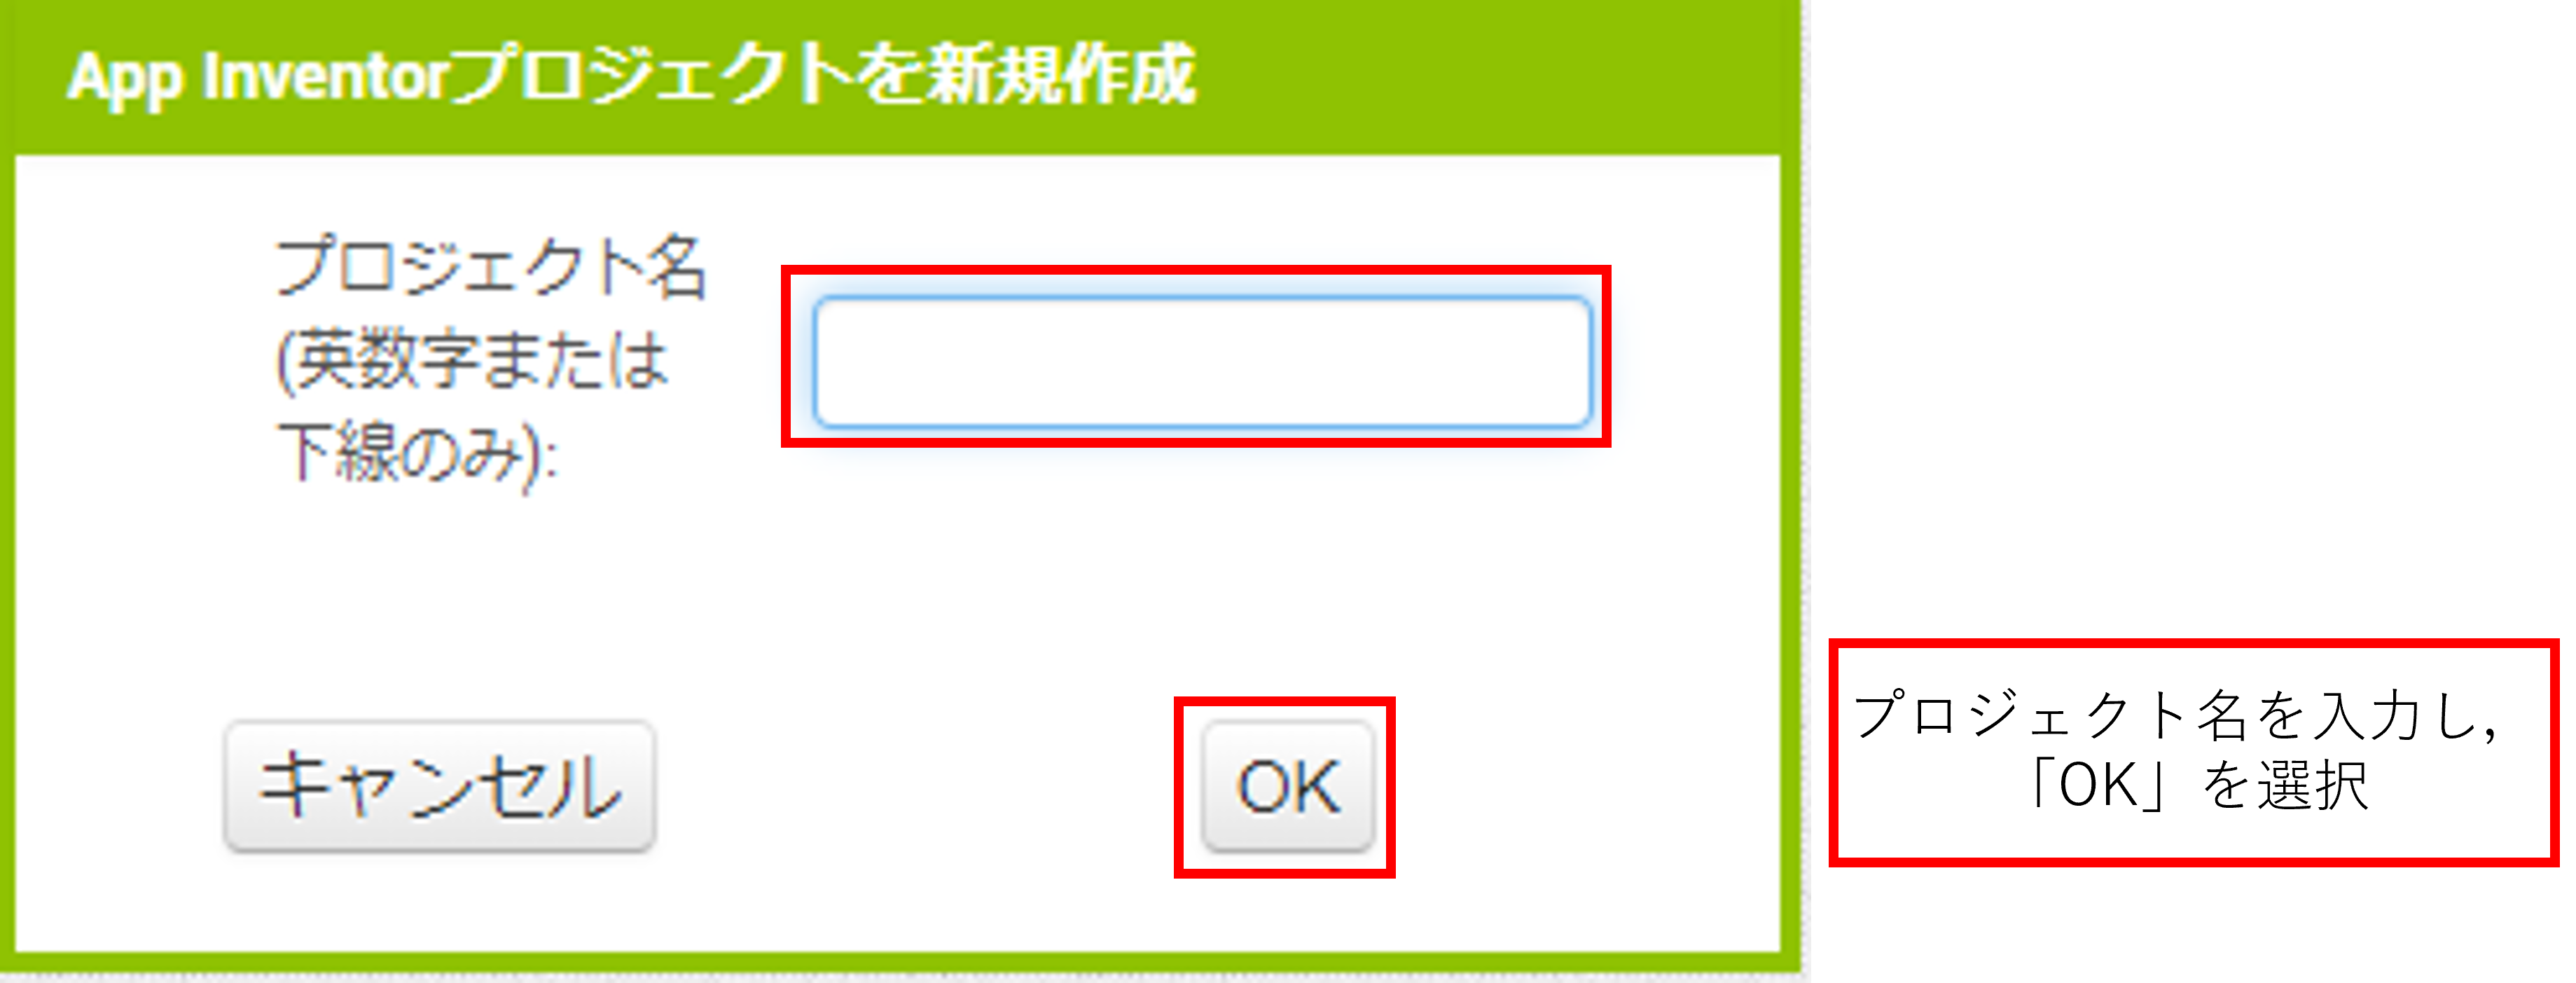 App Inventorプロジェクトを新規作成
プロジェクト名
(英数字または
下線のみ):
キャンセル
OK
プロジェクト名を入力し,
「OK」を選択